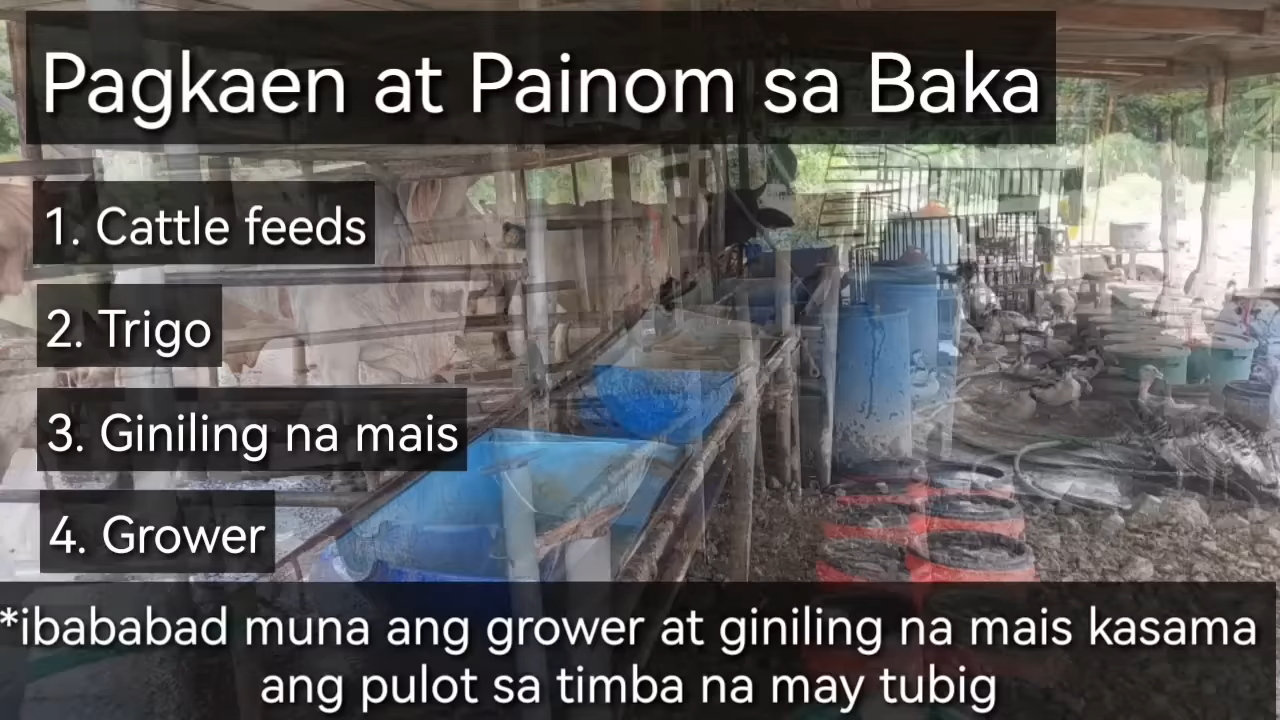 Pagkaen at Painom sa Baka
1. Cattle feeds
2. Trigo
3. Giniling na mais
4. Grower
*ibababad muna ang grower at giniling na mais kasama
ang pulot sa timba na may tubig